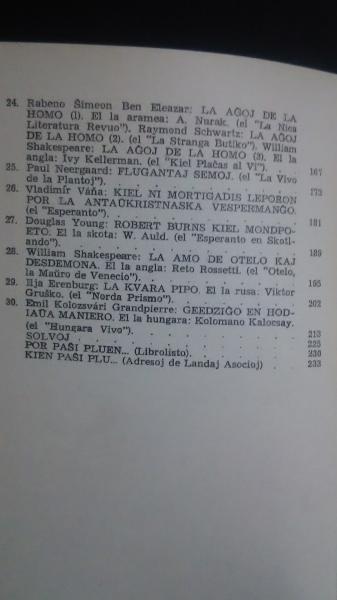 24. Rabeno Ŝimeon Ben Eleazar: LA AĜOJ DE LA
HOMO (1). El la aramea: A. Nurak. (el "La Nica
Literatura Revuo"). Raymond Schwartz: LA AĜOJ
DE LA HOMO (2). (el "La Stranga Butiko"). William
Shakespeare: LA AĜOJ DE LA HOMO (3). El la
angla: Ivy Kellerman. (el "Kiel Plaĉas al Vi"). 167
25. Paul Neergaard: FLUGANTAJ SEMOJ. (el "La Vivo
de la Plantoj"). 173
26. Vladimír Váňa: KIEL NI MORTIGADIS LEPORON
POR LA ANTAŬKRISTNASKA VESPERMANĜO.
(el "Esperanto"). 181
27. Douglas Young: ROBERT BURNS KIEL MONDPO-
ETO. El la skota: W. Auld. (el "Esperanto en Skotl-
ando"). 189
28. William Shakespeare: LA AMO DE OTELO KAJ
DESDEMONA. El la angla: Reto Rossetti. (el "Otelo,
la Maŭro de Venecio"). 195
29. Ilja Erenburg: LA KVARA PIPO. El la rusa: Viktor
Gruŝko. (el "Norda Prismo"). 202
30. Emil Kolozsvári Grandpierre: GEEDZIĜO EN HOD-
IAŬA MANIERO. El la hungara: Kolomano Kalocsay.
(el "Hungara Vivo"). 213
SOLVOJ 225
POR PAŜI PLUEN... (Librolisto). 230
KIEN PAŜI PLU... (Adresoj de Landaj Asocioj) 233